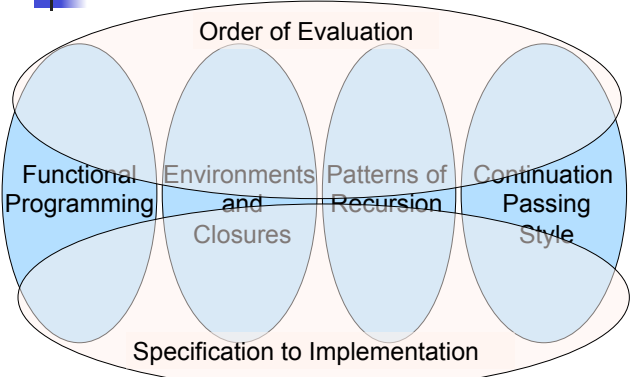 Order of Evaluation
Functional
Programming
Environments
and
Closures
Patterns of
Recursion
Continuation
Passing
Style
Specification to Implementation